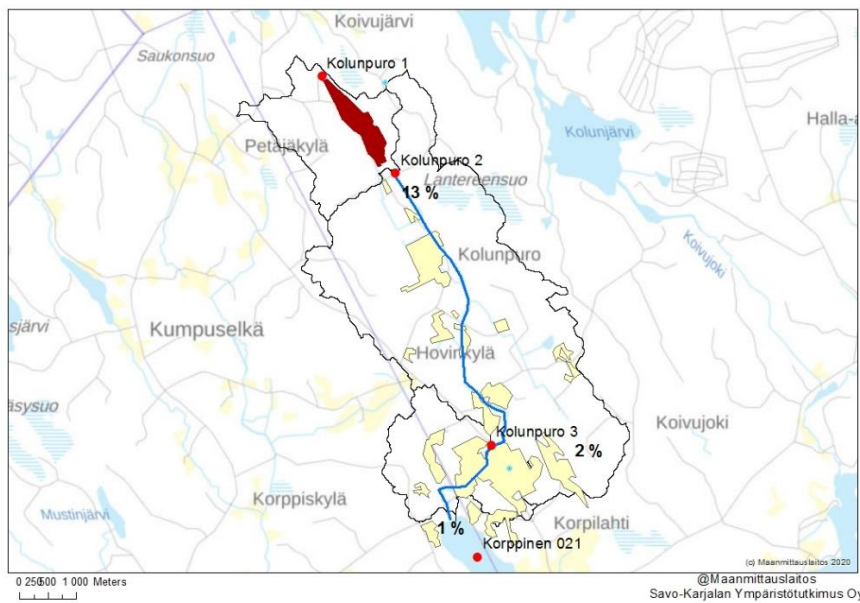 Koivujärvi
Saukonsuo
Kolunpuro 1
Halla-a
Kolunjärvi
Petäjäkylä
Kolunpuro 2
Lantereensuo
13 %
Koivujoki
Kolunpuro
sjärvi
Kumpuselkä
Hovinkylä
äsysuo
Koivujoki
Kolunpuro 3
2 %
Korppiskylä
Mustinjärvi
Korpilahti
1 %
Korppinen 021
(c) Maanmittauslaitos 2020
0 250500 1 000 Meters
@Maanmittauslaitos
Savo-Karjalan Ympäristötutkimus Oy